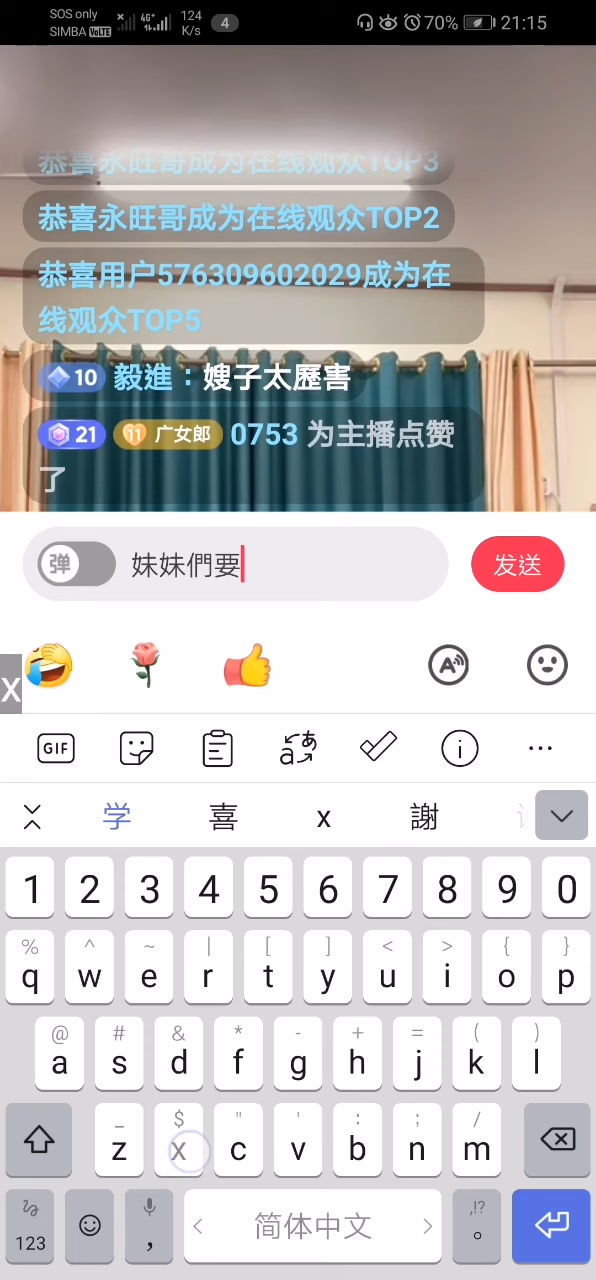 SOS only
SIMBA VoLTE
4G+
124
K/s
4
70%
21:15
恭喜永旺哥成为在线观众TOP3
恭喜永旺哥成为在线观众TOP2
恭喜用户576309602029成为在
线观众TOP5
10 毅進：嫂子太歷害
21 11 广女郎 0753 为主播点赞
了
弹 妹妹們要 发送
X
GIF
学 喜 x 謝
1 2 3 4 5 6 7 8 9 0
% ^ ~ | [ ] < > { }
q w e r t y u i o p
@ # & * - + = ( )
a s d f g h j k l
_ $ " ' : ; /
z x c v b n m
123 , < 简体中文 > ,!? 。